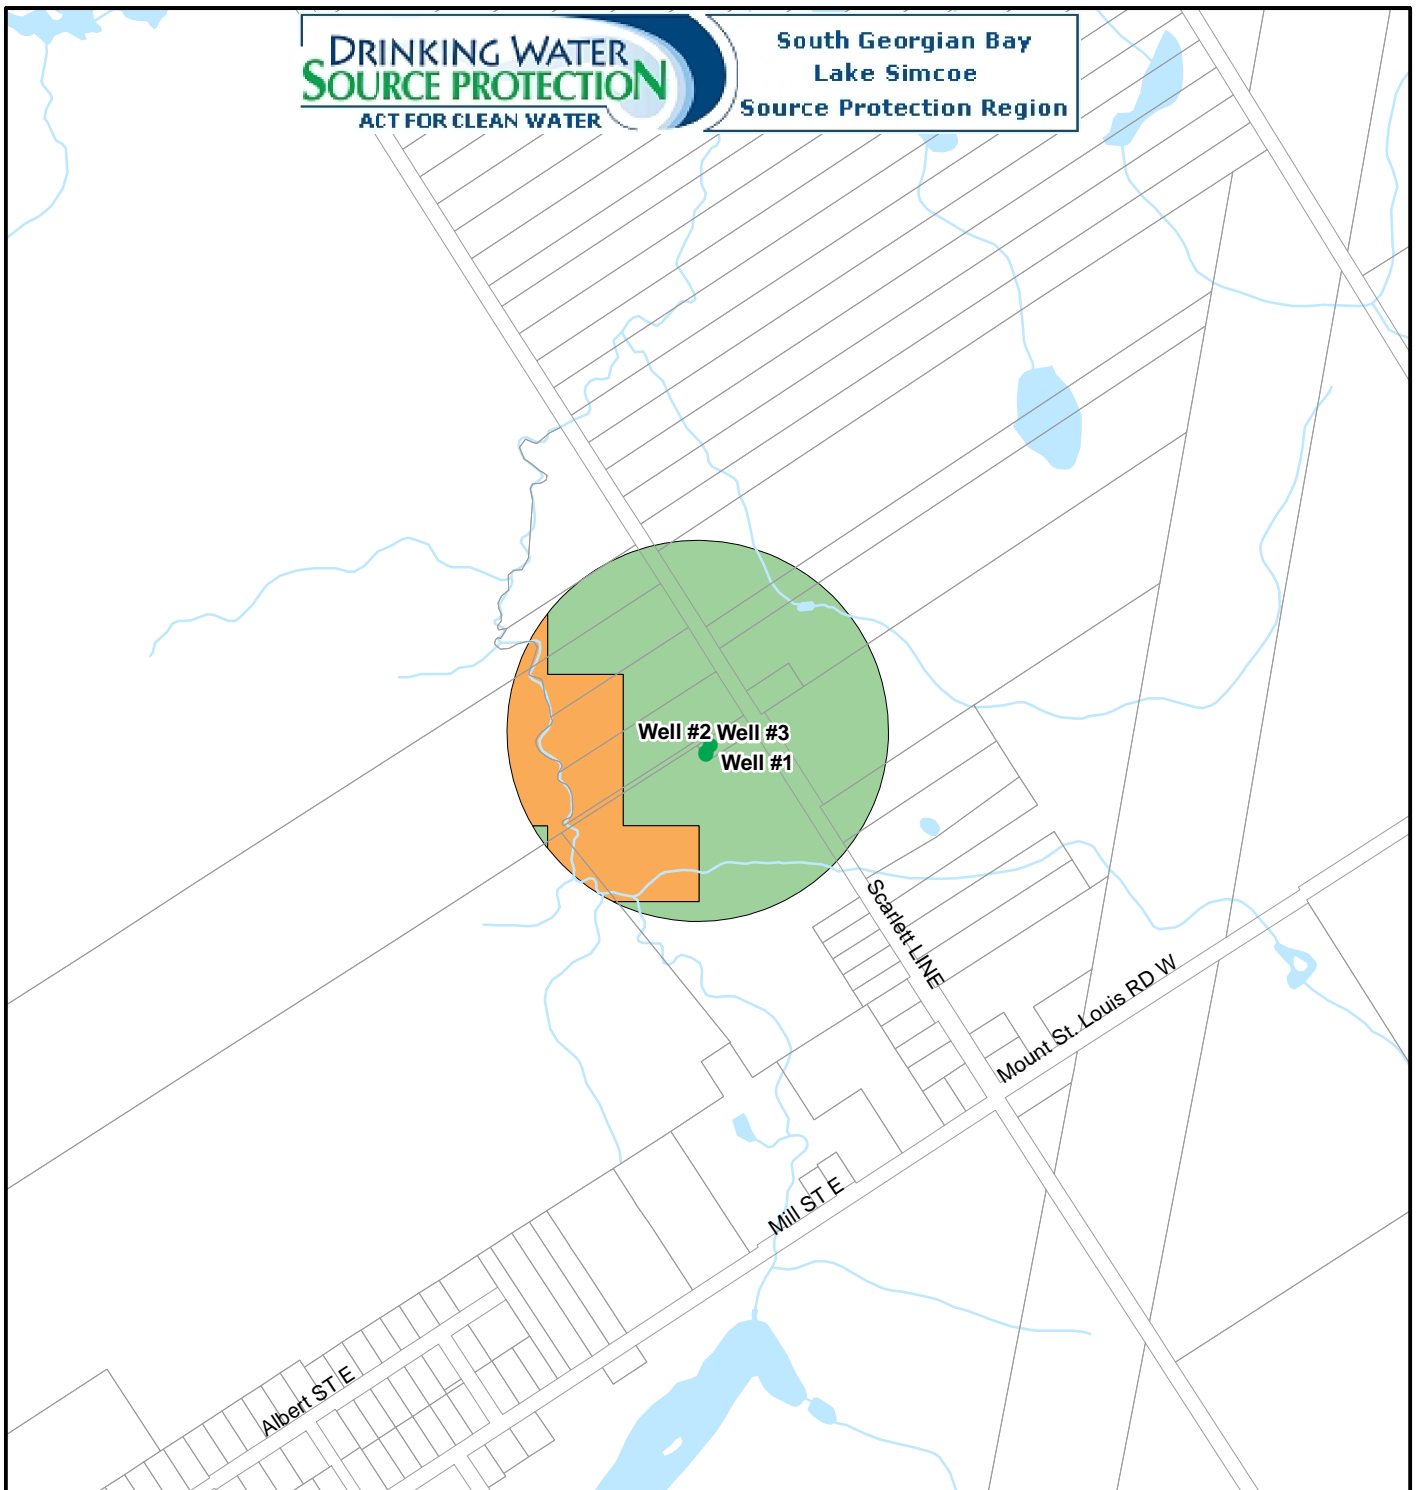 DRINKING WATER
SOURCE PROTECTION
ACT FOR CLEAN WATER
South Georgian Bay
Lake Simcoe
Source Protection Region
Well #2
Well #3
Well #1
Scarlett LINE
Mount St. Louis RD W
Mill ST E
Albert ST E